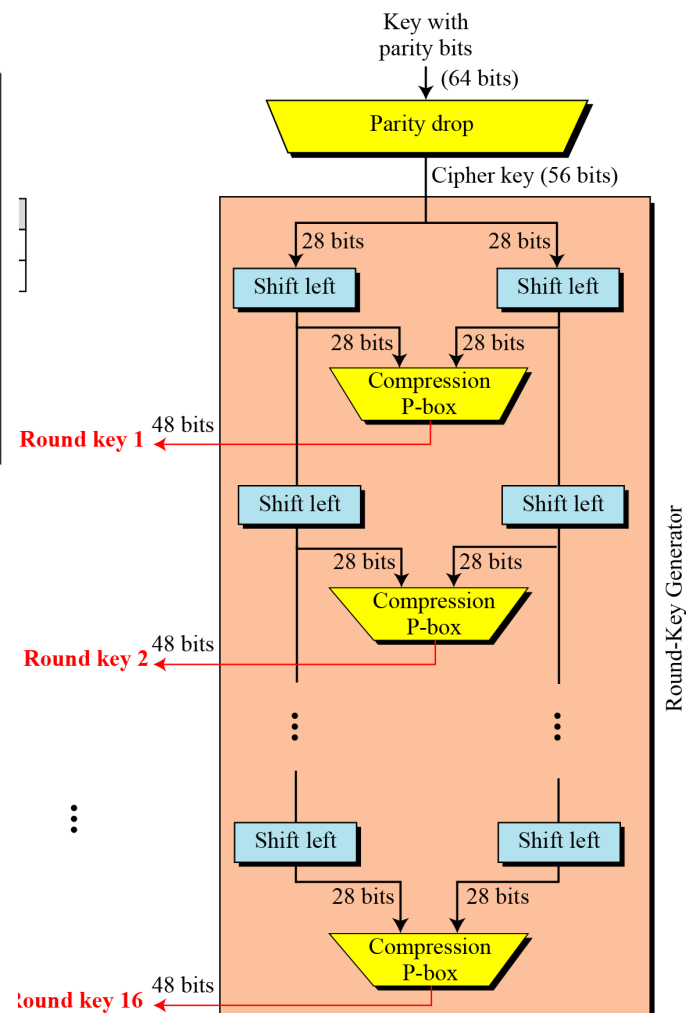 Key with
parity bits
(64 bits)
Parity drop
Cipher key (56 bits)
28 bits
28 bits
Shift left
Shift left
28 bits
28 bits
Compression
P-box
48 bits
Round key 1
Shift left
Shift left
28 bits
28 bits
Compression
P-box
48 bits
Round key 2
Round-Key Generator
Shift left
Shift left
28 bits
28 bits
Compression
P-box
48 bits
Round key 16